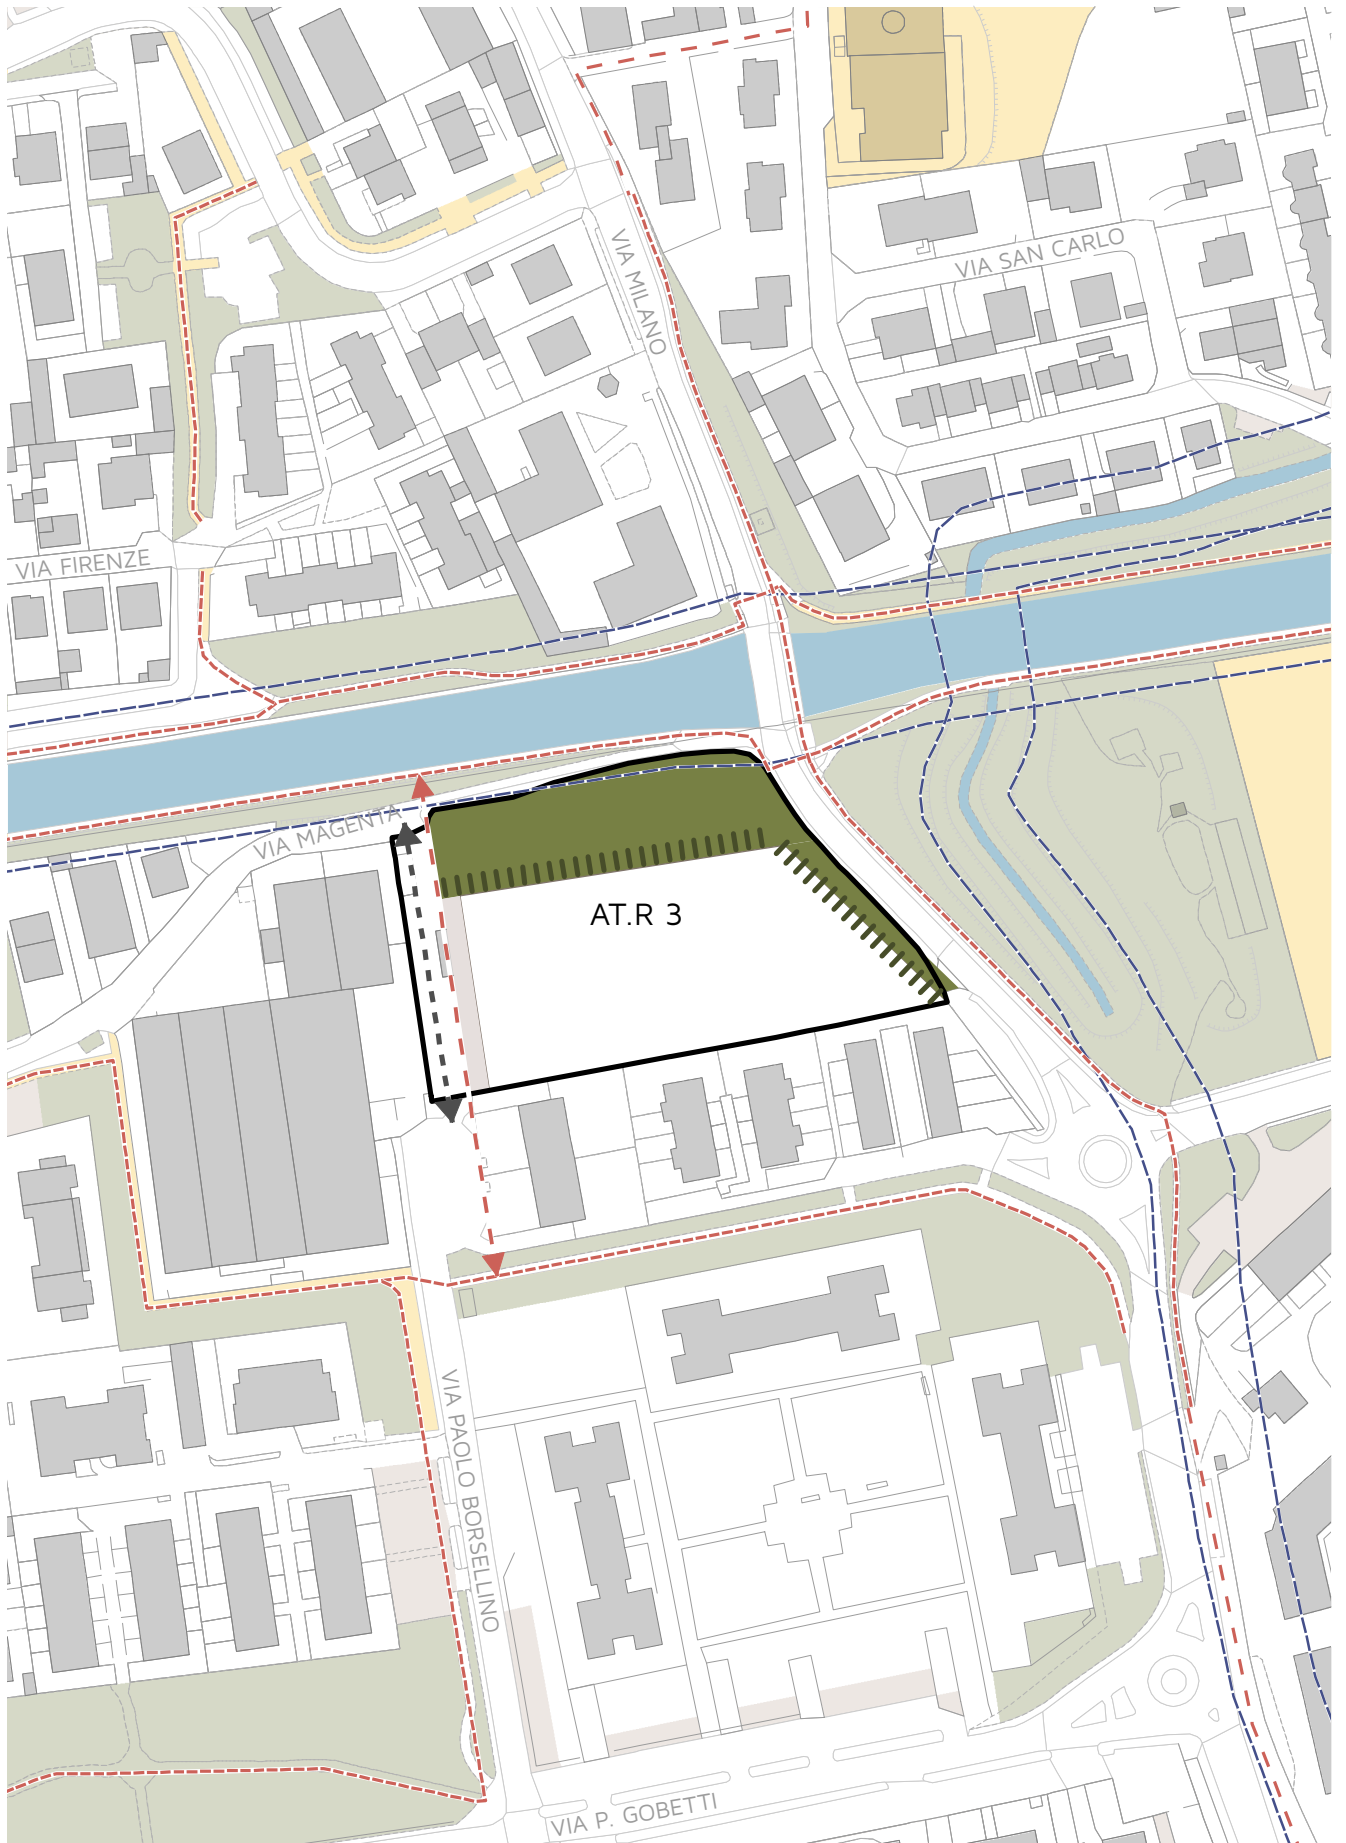 VIA SAN CARLO
VIA MILANO
VIA FIRENZE
VIA MAGENTA
AT.R 3
VIA PAOLO BORSELLINO
VIA P. GOBETTI